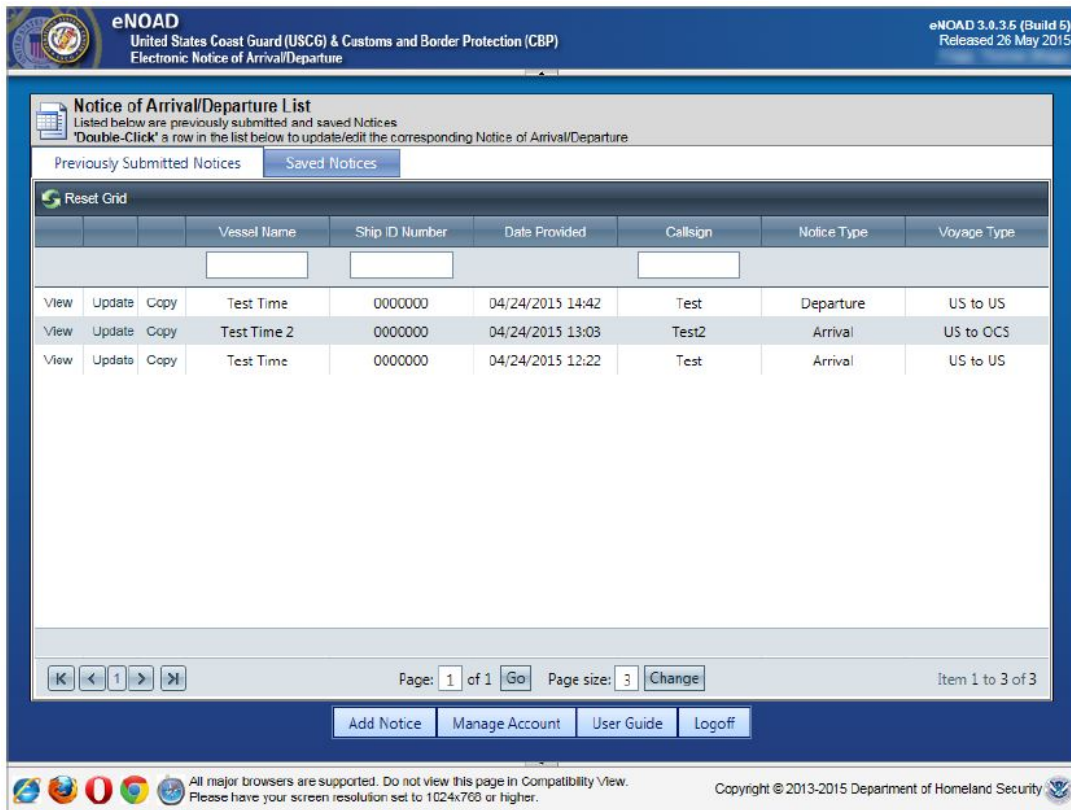 eNOAD
United States Coast Guard (USCG) & Customs and Border Protection (CBP)
Electronic Notice of Arrival/Departure
eNOAD 3.0.3.5 (Build 5)
Released 26 May 2015
Notice of Arrival/Departure List
Listed below are previously submitted and saved Notices
'Double-Click' a row in the list below to update/edit the corresponding Notice of Arrival/Departure
Previously Submitted Notices Saved Notices
Reset Grid
Vessel Name Ship ID Number Date Provided Callsign Notice Type Voyage Type
View Update Copy Test Time 0000000 04/24/2015 14:42 Test Departure US to US
View Update Copy Test Time 2 0000000 04/24/2015 13:03 Test2 Arrival US to OCS
View Update Copy Test Time 0000000 04/24/2015 12:22 Test Arrival US to US
1 Page: 1 of 1 Go Page size: 3 Change Item 1 to 3 of 3
Add Notice Manage Account User Guide Logoff
All major browsers are supported. Do not view this page in Compatibility View.
Please have your screen resolution set to 1024x768 or higher.
Copyright © 2013-2015 Department of Homeland Security